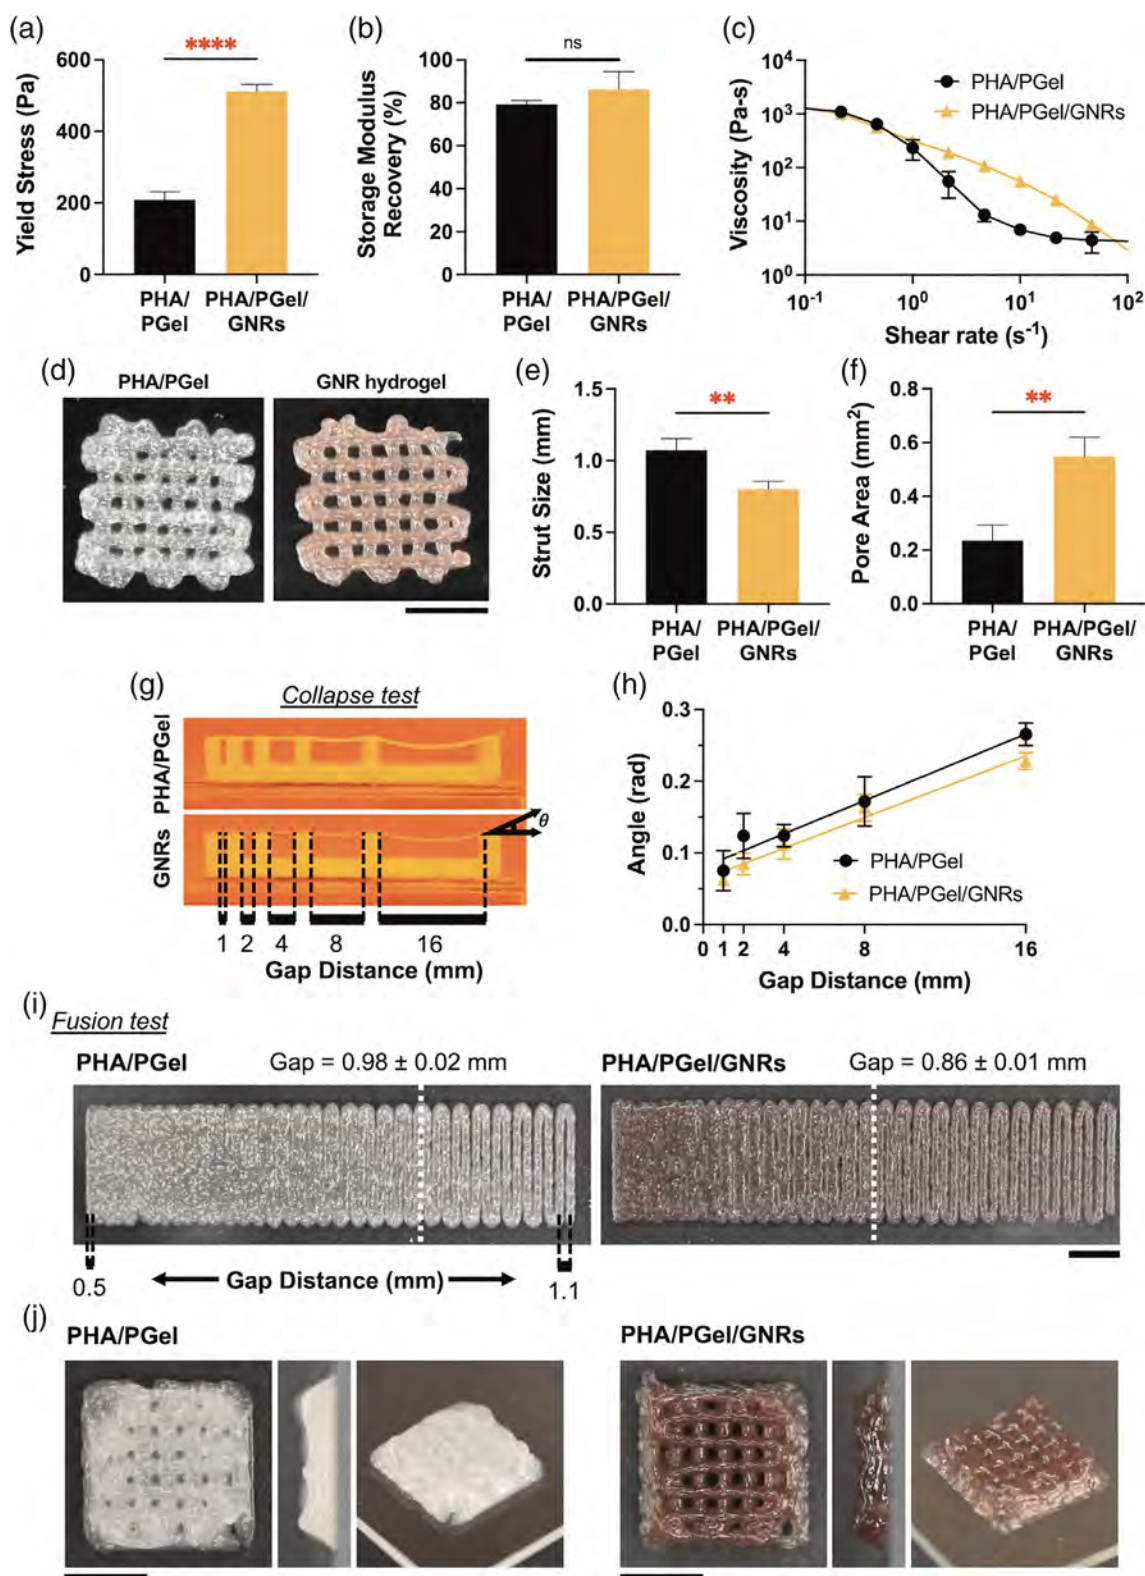 (a)
Yield Stress (Pa)
600
400
200
0
****
PHA/
PGel
PHA/PGel/
GNRs
(b)
Storage Modulus
Recovery (%)
100
80
60
40
20
0
ns
PHA/
PGel
PHA/PGel/
GNRs
(c)
Viscosity (Pa-s)
10⁴
10³
10²
10¹
10⁰
PHA/PGel
PHA/PGel/GNRs
10⁻¹ 10⁰ 10¹ 10²
Shear rate (s⁻¹)
(d)
PHA/PGel
GNR hydrogel
(e)
Strut Size (mm)
1.5
1.0
0.5
0.0
**
PHA/
PGel
PHA/PGel/
GNRs
(f)
Pore Area (mm²)
0.8
0.6
0.4
0.2
0.0
**
PHA/
PGel
PHA/PGel/
GNRs
(g)
Collapse test
PHA/PGel
GNRs
θ
1 2 4 8 16
Gap Distance (mm)
(h)
Angle (rad)
0.3
0.2
0.1
0.0
PHA/PGel
PHA/PGel/GNRs
0 1 2 4 8 16
Gap Distance (mm)
(i)
Fusion test
PHA/PGel Gap = 0.98 ± 0.02 mm
PHA/PGel/GNRs Gap = 0.86 ± 0.01 mm
0.5 Gap Distance (mm) 1.1
(j)
PHA/PGel
PHA/PGel/GNRs